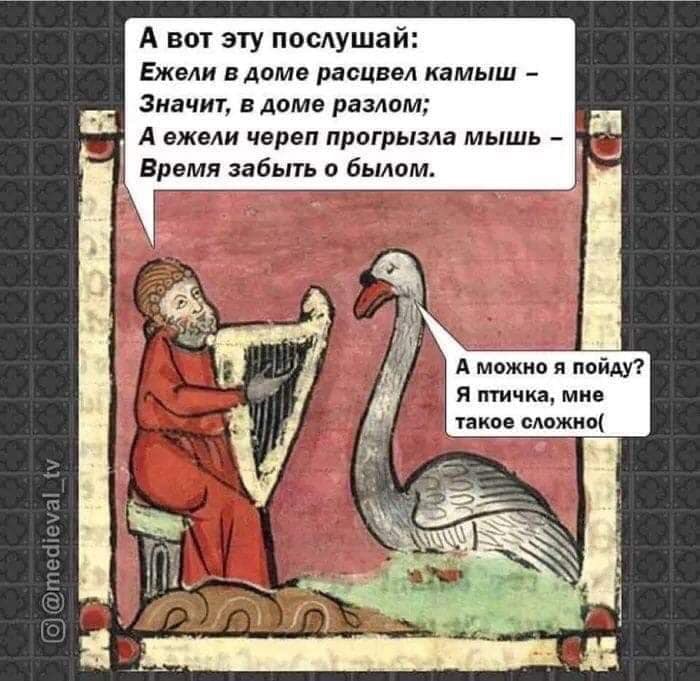 А вот эту послушай:
Ежели в доме расцвел камыш –
Значит, в доме разлом;
А ежели череп прогрызла мышь –
Время забыть о былом.
А можно я пойду?
Я птичка, мне
такое сложно(
@medieval_tv